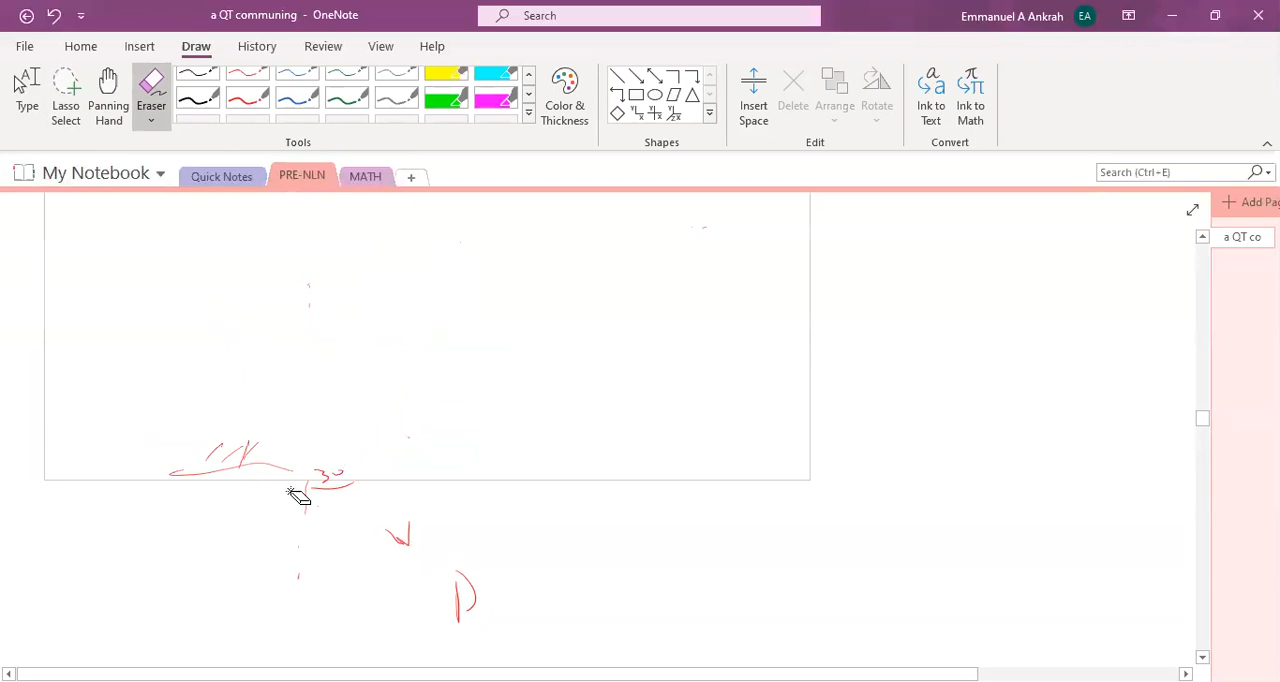 a QT communing - OneNote
Search
Emmanuel A Ankrah
EA
File Home Insert Draw History Review View Help
Type
Lasso Select
Panning Hand
Eraser
Color & Thickness
Insert Space
Delete
Arrange
Rotate
Ink to Text
Ink to Math
Tools
Shapes
Edit
Convert
My Notebook
Quick Notes
PRE-NLN
MATH
Search (Ctrl+E)
Add Pag
a QT co
30
D